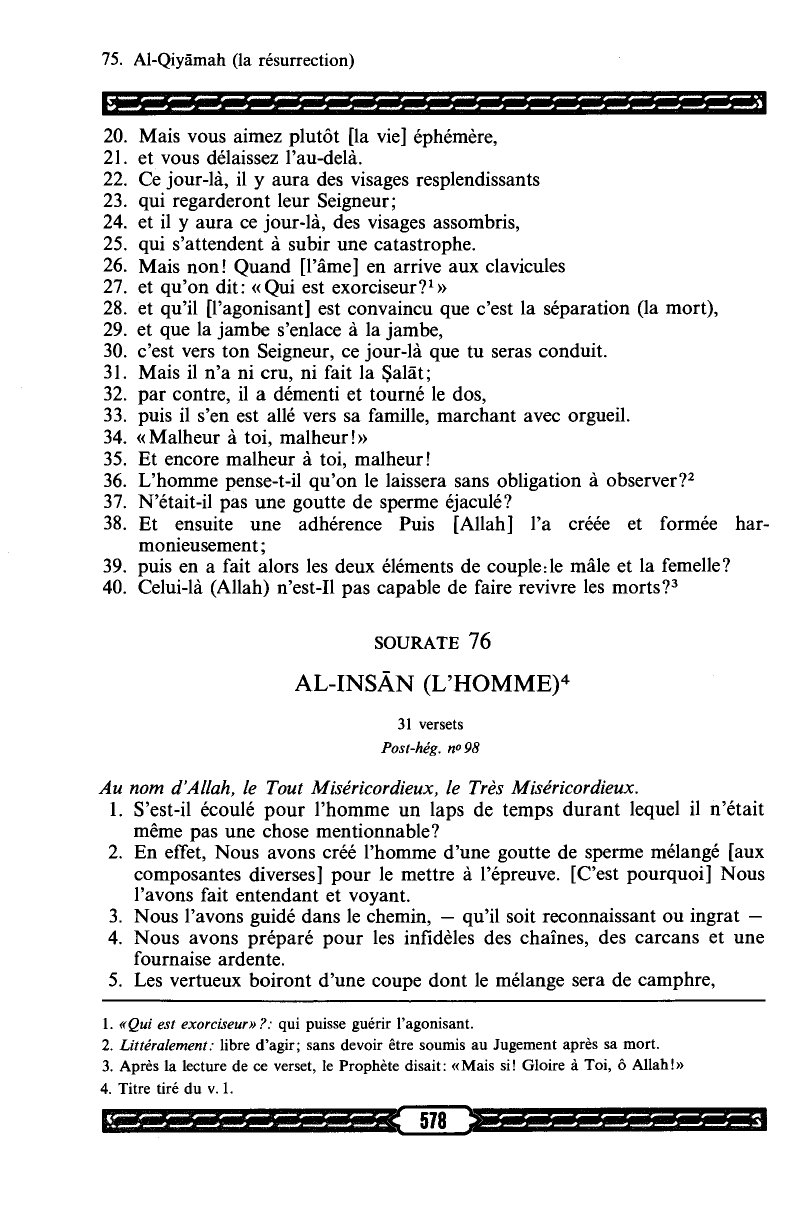 75. Al-Qiyāmah (la résurrection)
20. Mais vous aimez plutôt [la vie] éphémère,
21. et vous délaissez l’au-delà.
22. Ce jour-là, il y aura des visages resplendissants
23. qui regarderont leur Seigneur;
24. et il y aura ce jour-là, des visages assombris,
25. qui s’attendent à subir une catastrophe.
26. Mais non! Quand [l’âme] en arrive aux clavicules
27. et qu’on dit: «Qui est exorciseur?¹»
28. et qu’il [l’agonisant] est convaincu que c’est la séparation (la mort),
29. et que la jambe s’enlace à la jambe,
30. c’est vers ton Seigneur, ce jour-là que tu seras conduit.
31. Mais il n’a ni cru, ni fait la Ṣalāt;
32. par contre, il a démenti et tourné le dos,
33. puis il s’en est allé vers sa famille, marchant avec orgueil.
34. «Malheur à toi, malheur!»
35. Et encore malheur à toi, malheur!
36. L’homme pense-t-il qu’on le laissera sans obligation à observer?²
37. N’était-il pas une goutte de sperme éjaculé?
38. Et ensuite une adhérence Puis [Allah] l’a créée et formée har-
monieusement;
39. puis en a fait alors les deux éléments de couple:le mâle et la femelle?
40. Celui-là (Allah) n’est-Il pas capable de faire revivre les morts?³
SOURATE 76
AL-INSĀN (L’HOMME)⁴
31 versets
Post-hég. nº 98
Au nom d’Allah, le Tout Miséricordieux, le Très Miséricordieux.
1. S’est-il écoulé pour l’homme un laps de temps durant lequel il n’était
même pas une chose mentionnable?
2. En effet, Nous avons créé l’homme d’une goutte de sperme mélangé [aux
composantes diverses] pour le mettre à l’épreuve. [C’est pourquoi] Nous
l’avons fait entendant et voyant.
3. Nous l’avons guidé dans le chemin, — qu’il soit reconnaissant ou ingrat —
4. Nous avons préparé pour les infidèles des chaînes, des carcans et une
fournaise ardente.
5. Les vertueux boiront d’une coupe dont le mélange sera de camphre,
1. «Qui est exorciseur»?: qui puisse guérir l’agonisant.
2. Littéralement: libre d’agir; sans devoir être soumis au Jugement après sa mort.
3. Après la lecture de ce verset, le Prophète disait: «Mais si! Gloire à Toi, ô Allah!»
4. Titre tiré du v. 1.
578